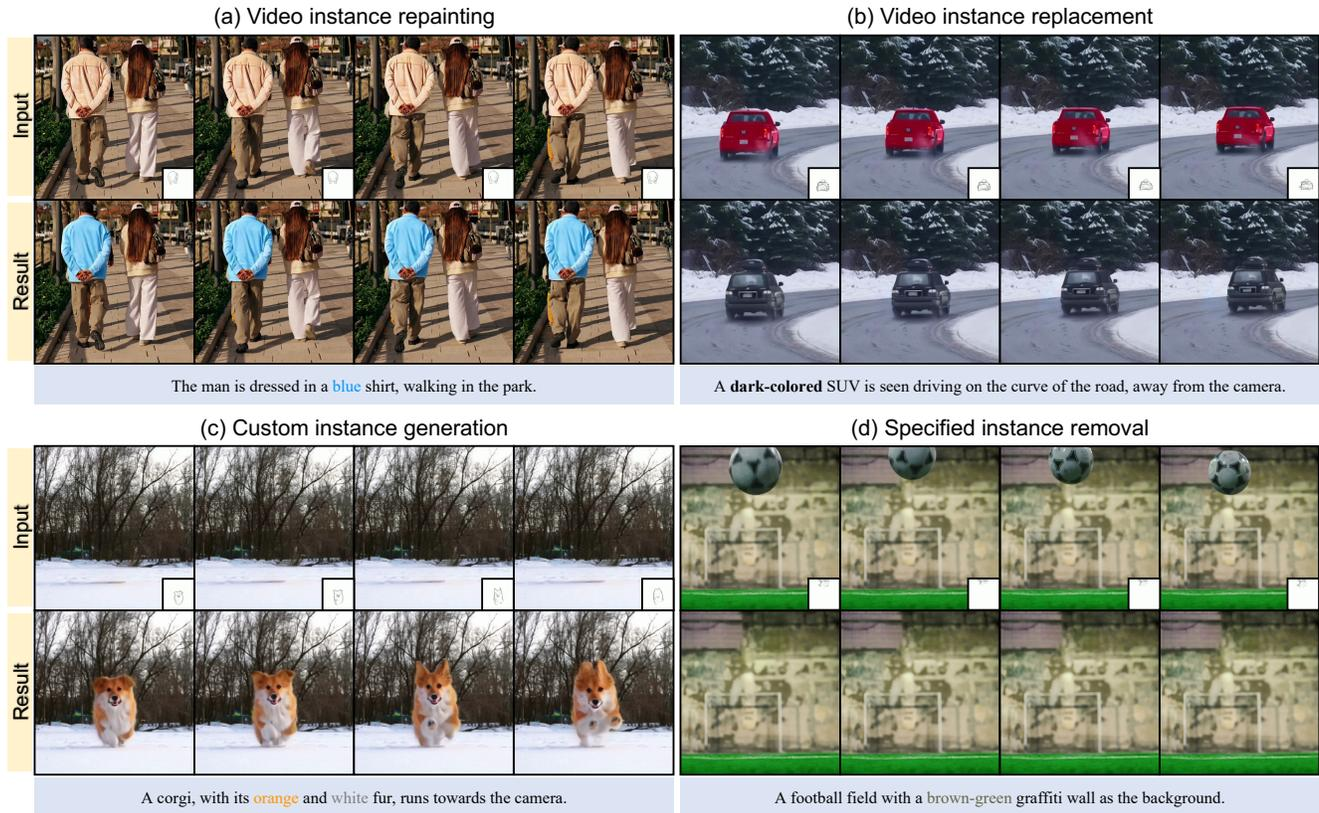 (a) Video instance repainting
(b) Video instance replacement
Input
Result
The man is dressed in a blue shirt, walking in the park.
A dark-colored SUV is seen driving on the curve of the road, away from the camera.
(c) Custom instance generation
(d) Specified instance removal
Input
Result
A corgi, with its orange and white fur, runs towards the camera.
A football field with a brown-green graffiti wall as the background.